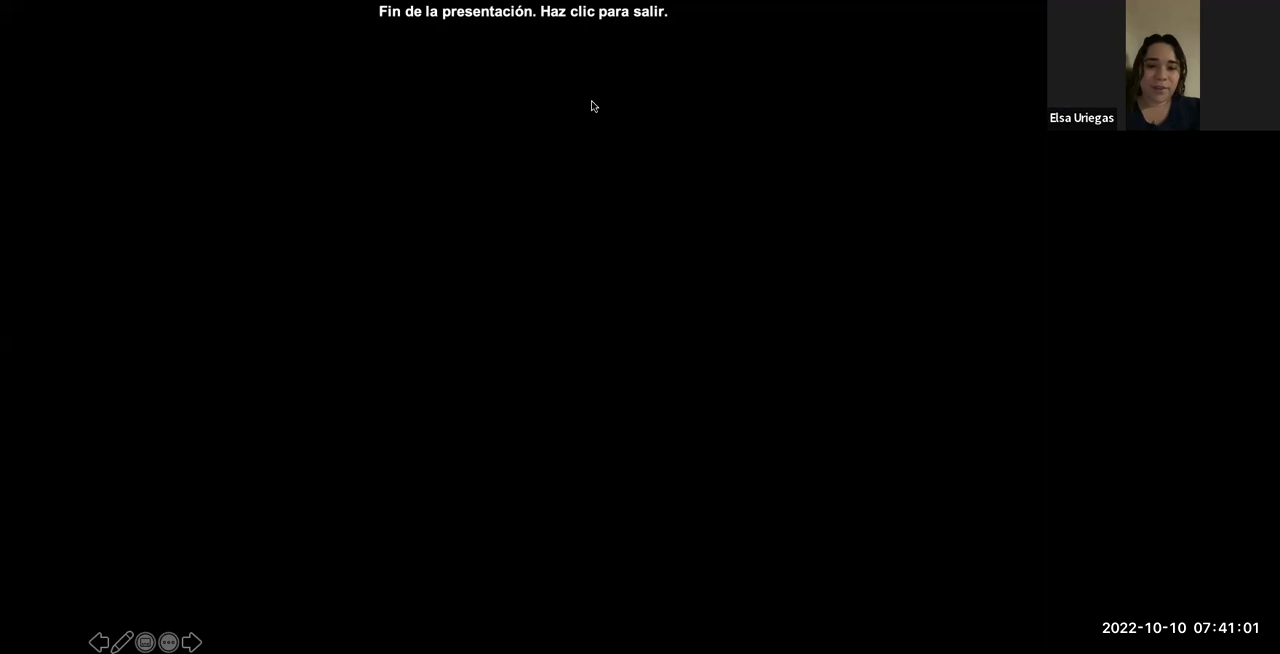 Fin de la presentación. Haz clic para salir.
Elsa Uriegas
2022-10-10 07:41:01